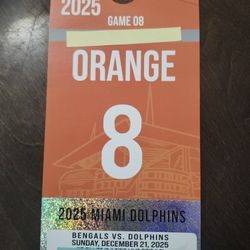 2025
GAME 08
ORANGE
8
2025 MIAMI DOLPHINS
BENGALS VS. DOLPHINS
SUNDAY, DECEMBER 21, 2025